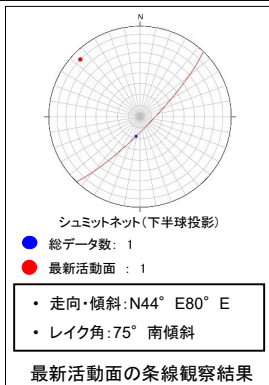 N
シュミットネット(下半球投影)
総データ数: 1
最新活動面 : 1
・ 走向・傾斜:N44°E80°E
・ レイク角:75°南傾斜
最新活動面の条線観察結果